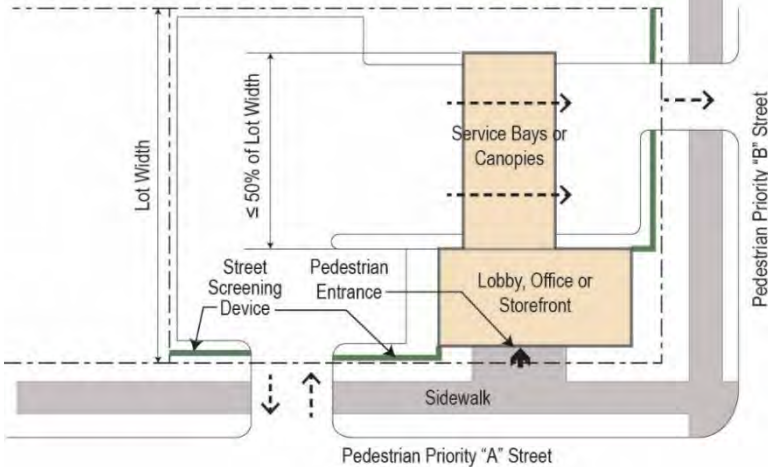 Lot Width
≤ 50% of Lot Width
Service Bays or
Canopies
Pedestrian Priority "B" Street
Street
Screening
Device
Pedestrian
Entrance
Lobby, Office or
Storefront
Sidewalk
Pedestrian Priority "A" Street